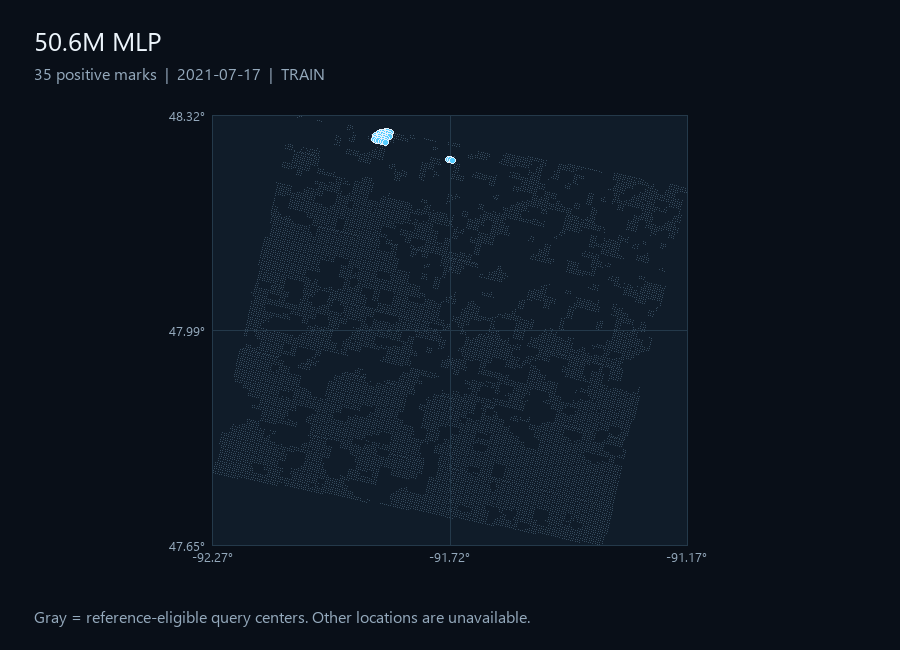 50.6M MLP
35 positive marks | 2021-07-17 | TRAIN
48.32°
47.99°
47.65°
-92.27°
-91.72°
-91.17°
Gray = reference-eligible query centers. Other locations are unavailable.